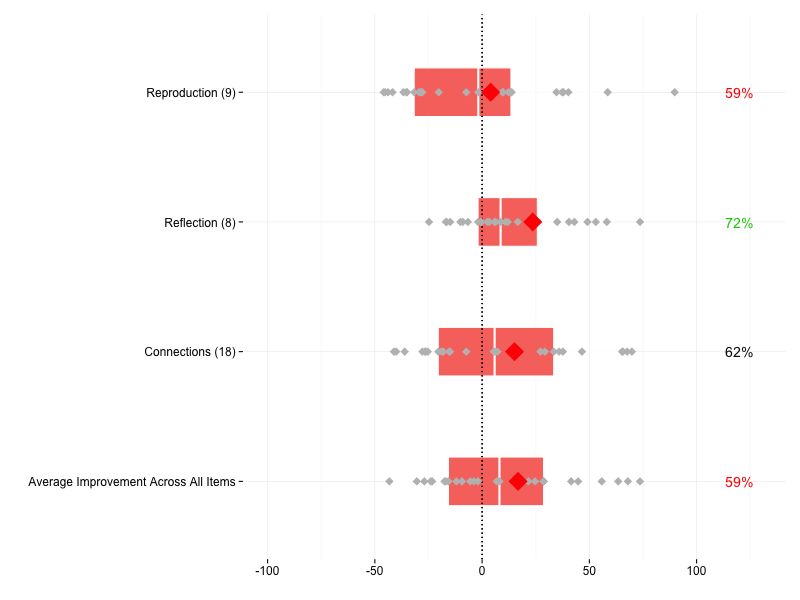 Reproduction (9)
59%
Reflection (8)
72%
Connections (18)
62%
Average Improvement Across All Items
59%
-100 -50 0 50 100